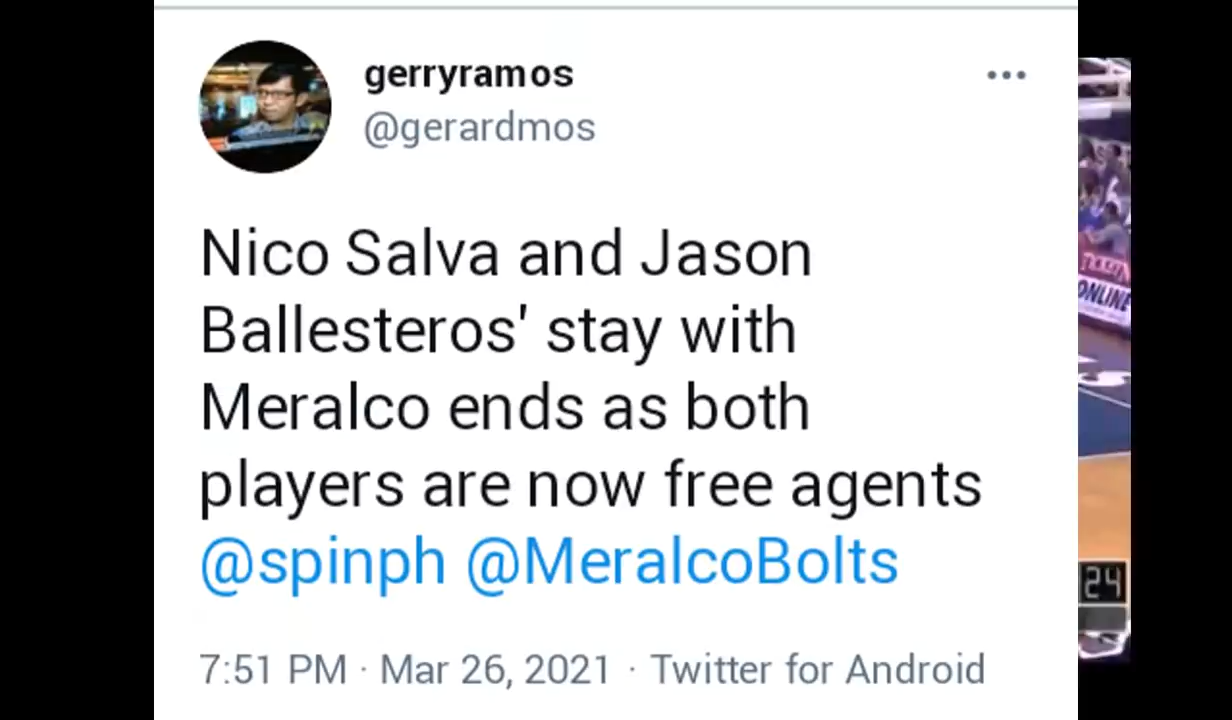 gerryramos
@gerardmos
Nico Salva and Jason
Ballesteros' stay with
Meralco ends as both
players are now free agents
@spinph @MeralcoBolts
7:51 PM · Mar 26, 2021 · Twitter for Android
ONLINE
24